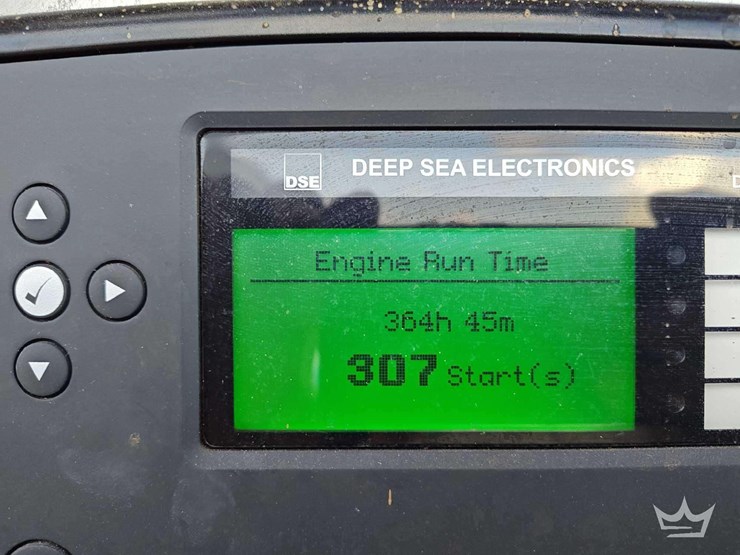 DSE
DEEP SEA ELECTRONICS
Engine Run Time
364h 45m
307 Start(s)